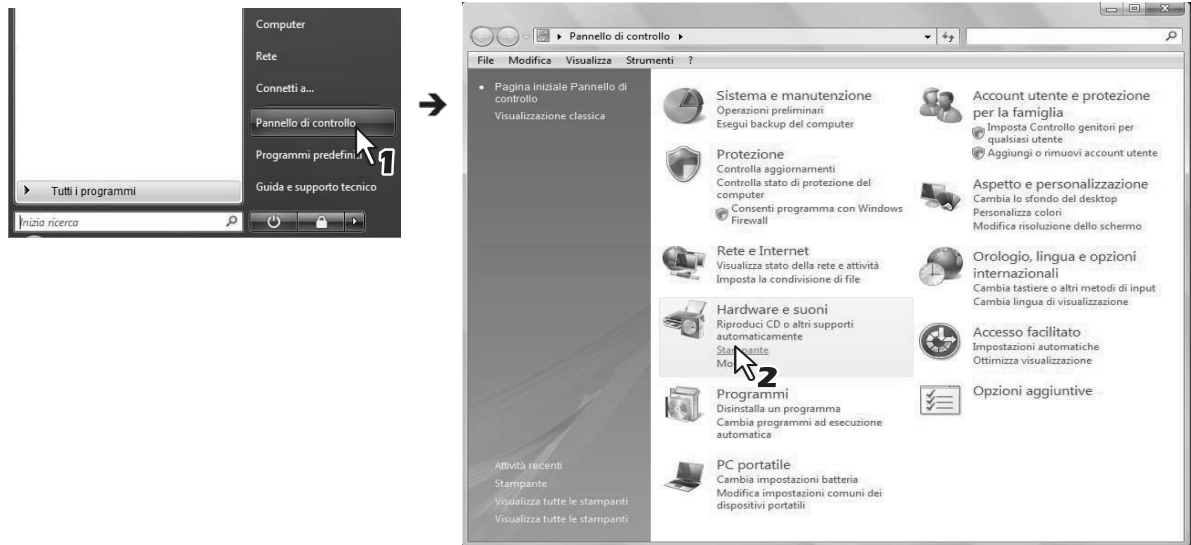 Computer
Rete
Connetti a...
Pannello di controllo
1
Programmi predefini
Guida e supporto tecnico
Tutti i programmi
Inizia ricerca
Pannello di controllo
File Modifica Visualizza Strumenti ?
Pagina iniziale Pannello di
controllo
Visualizzazione classica
Attività recenti
Stampante
Visualizza tutte le stampanti
Visualizza tutte le stampanti
Sistema e manutenzione
Operazioni preliminari
Esegui backup del computer
Protezione
Controlla aggiornamenti
Controlla stato di protezione del
computer
Consenti programma con Windows
Firewall
Rete e Internet
Visualizza stato della rete e attività
Imposta la condivisione di file
Hardware e suoni
Riproduci CD o altri supporti
automaticamente
Stampante
Mo
2
Programmi
Disinstalla un programma
Cambia programmi ad esecuzione
automatica
PC portatile
Cambia impostazioni batteria
Modifica impostazioni comuni dei
dispositivi portatili
Account utente e protezione
per la famiglia
Imposta Controllo genitori per
qualsiasi utente
Aggiungi o rimuovi account utente
Aspetto e personalizzazione
Cambia lo sfondo del desktop
Personalizza colori
Modifica risoluzione dello schermo
Orologio, lingua e opzioni
internazionali
Cambia tastiere o altri metodi di input
Cambia lingua di visualizzazione
Accesso facilitato
Impostazioni automatiche
Ottimizza visualizzazione
Opzioni aggiuntive